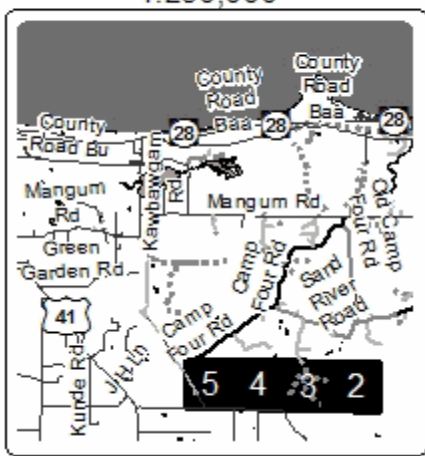 County
Road
Baa
County
Road
Baa
28
28
28
County
Road Bu
Kawbawgam
Rd
Mangum
Rd
Mangum Rd
Green
Garden Rd
Old Camp
Four Rd
Camp
Four Rd
Sand
River
Road
41
Camp
Four Rd
Kunde Rd
J H Ln
5 4 3 2